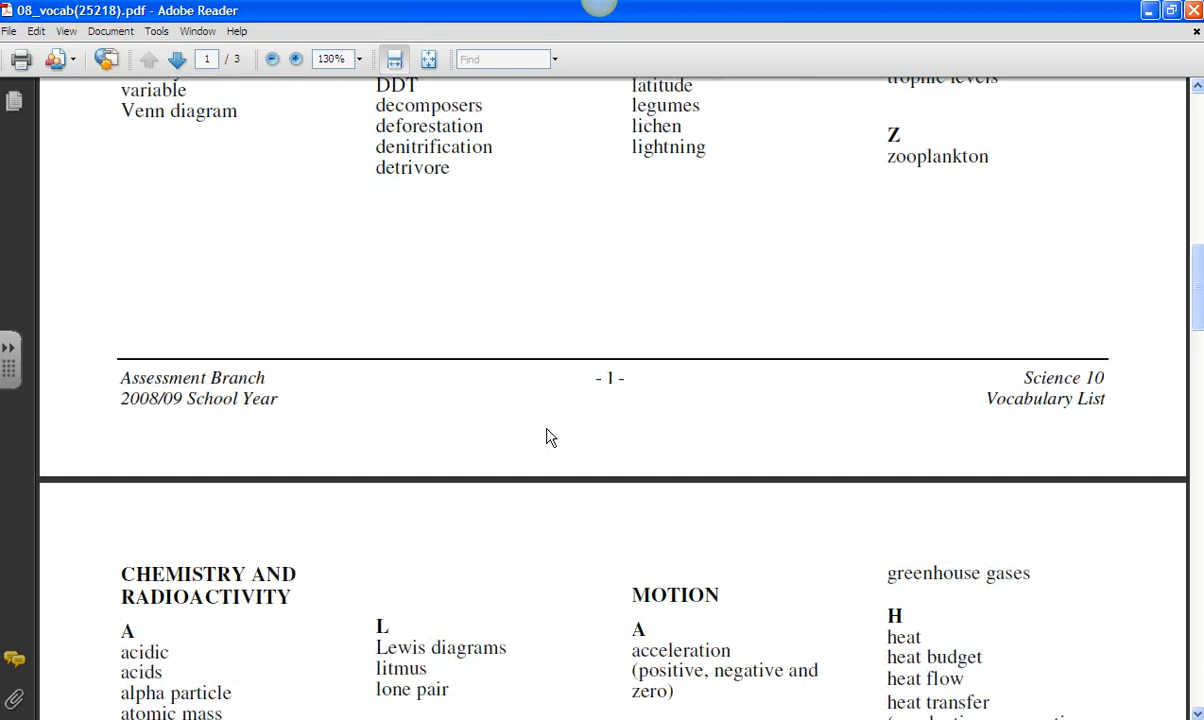 08_vocab(25218).pdf - Adobe Reader
File Edit View Document Tools Window Help
1 / 3 130% Find
variable
Venn diagram
DDT
decomposers
deforestation
denitrification
detrivore
latitude
legumes
lichen
lightning
trophic levels
Z
zooplankton
Assessment Branch
2008/09 School Year
- 1 -
Science 10
Vocabulary List
CHEMISTRY AND
RADIOACTIVITY
A
acidic
acids
alpha particle
atomic mass
L
Lewis diagrams
litmus
lone pair
MOTION
A
acceleration
(positive, negative and
zero)
greenhouse gases
H
heat
heat budget
heat flow
heat transfer